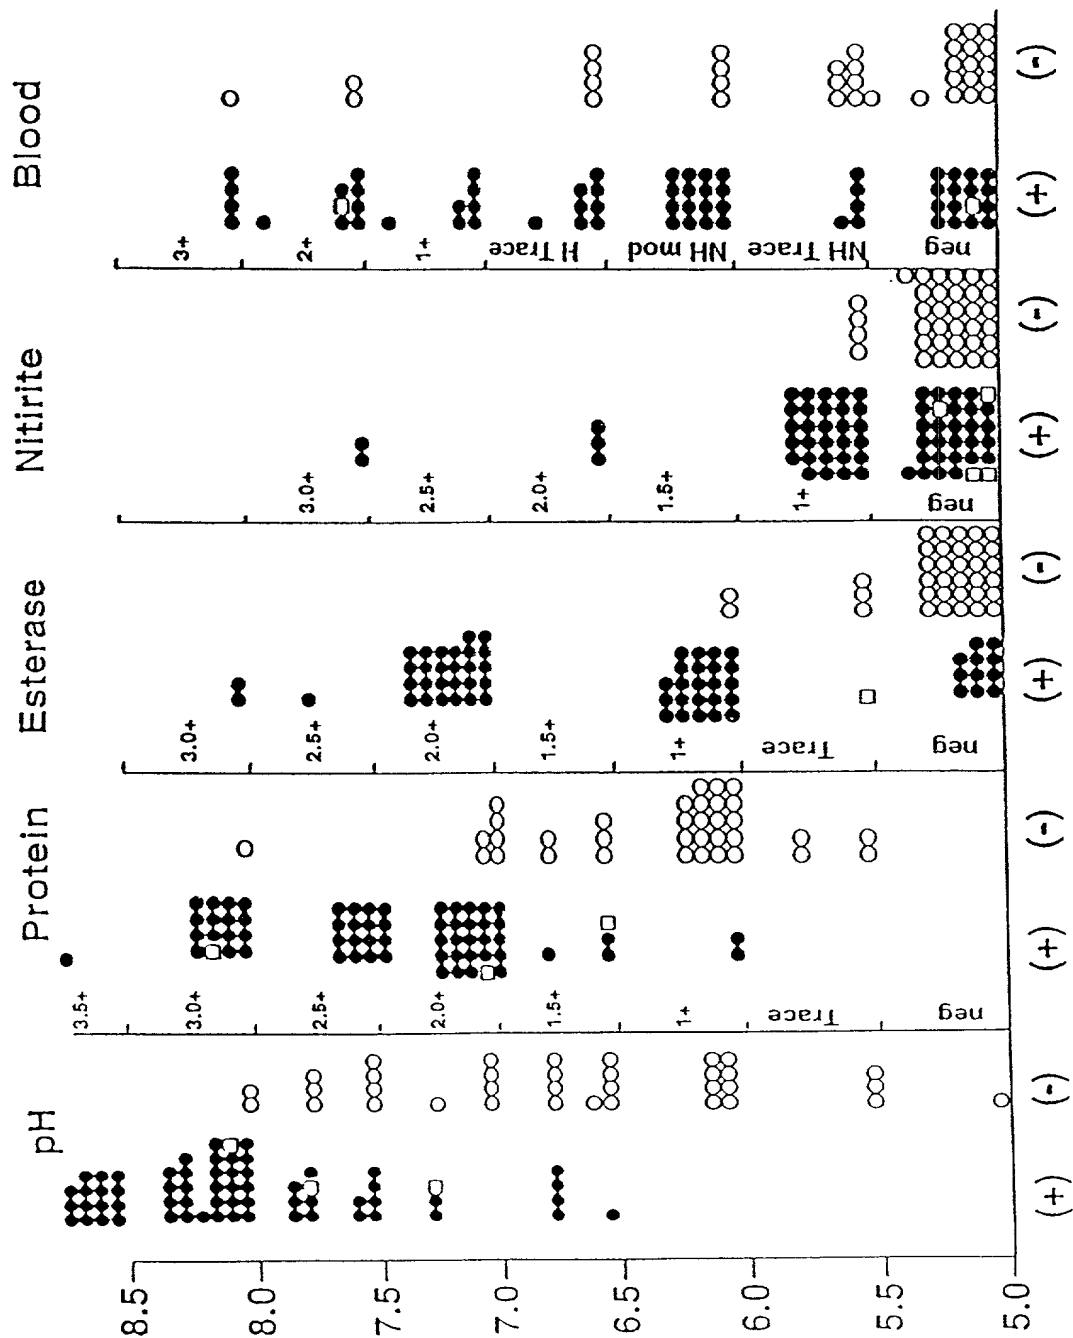 pH
Protein
Esterase
Nitirite
Blood
8.5
8.0
7.5
7.0
6.5
6.0
5.5
5.0
3.5+
3.0+
2.5+
2.0+
1.5+
1+
Trace
neg
3.0+
2.5+
2.0+
1.5+
1+
Trace
neg
3.0+
2.5+
2.0+
1.5+
1+
neg
3+
2+
1+
H Trace
NH mod
NH Trace
neg
(+) (-) (+) (-) (+) (-) (+) (-) (+) (-)